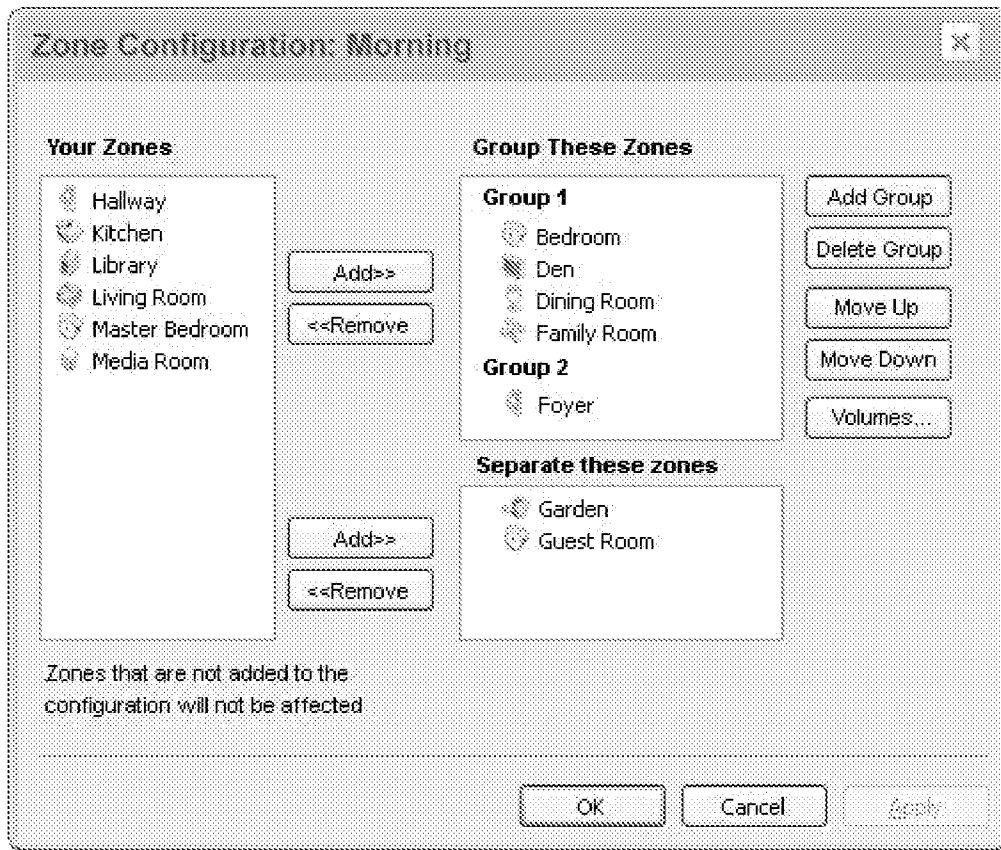 Zone Configuration: Morning
Your Zones
Hallway
Kitchen
Library
Living Room
Master Bedroom
Media Room
Add>>
<<Remove
Add>>
<<Remove
Group These Zones
Group 1
Bedroom
Den
Dining Room
Family Room
Group 2
Foyer
Separate these zones
Garden
Guest Room
Add Group
Delete Group
Move Up
Move Down
Volumes...
Zones that are not added to the
configuration will not be affected
OK
Cancel
Apply